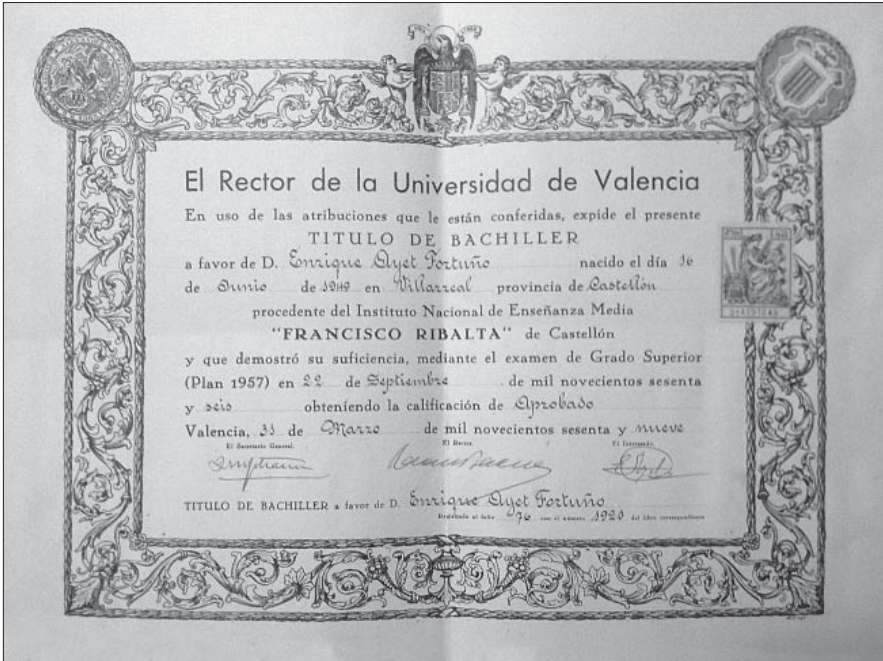 El Rector de la Universidad de Valencia
En uso de las atribuciones que le están conferidas, expide el presente
TITULO DE BACHILLER
a favor de D. Enrique Ayet Fortuño nacido el día 16
de Junio de 1949 en Villarreal provincia de Castellón
procedente del Instituto Nacional de Enseñanza Media
"FRANCISCO RIBALTA" de Castellón
y que demostró su suficiencia, mediante el examen de Grado Superior
(Plan 1957) en 22 de Septiembre de mil novecientos sesenta
y seis obteniendo la calificación de Aprobado
Valencia, 31 de Marzo de mil novecientos sesenta y nueve
El Secretario General, El Rector, El Interesado,
TITULO DE BACHILLER a favor de D. Enrique Ayet Fortuño
Registrado al folio 76 con el número 1920 del libro correspondiente